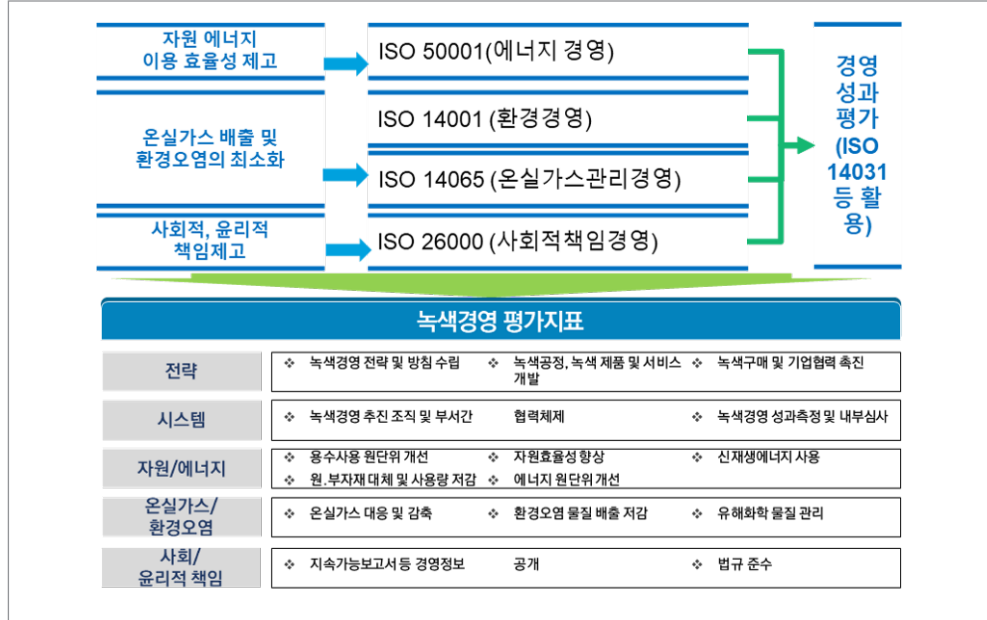 자원 에너지
이용 효율성 제고
ISO 50001(에너지 경영)
온실가스 배출 및
환경오염의 최소화
ISO 14001 (환경경영)
ISO 14065 (온실가스관리경영)
사회적, 윤리적
책임제고
ISO 26000 (사회적책임경영)
경영
성과
평가
(ISO
14031
등 활
용)
녹색경영 평가지표
전략
❖ 녹색경영 전략 및 방침 수립 ❖ 녹색공정, 녹색 제품 및 서비스 ❖ 녹색구매 및 기업협력 촉진
개발
시스템
❖ 녹색경영 추진 조직 및 부서간 협력체제 ❖ 녹색경영 성과측정 및 내부심사
자원/에너지
❖ 용수사용 원단위 개선 ❖ 자원효율성 향상 ❖ 신재생에너지 사용
❖ 원.부자재 대체 및 사용량 저감 ❖ 에너지 원단위 개선
온실가스/
환경오염
❖ 온실가스 대응 및 감축 ❖ 환경오염 물질 배출 저감 ❖ 유해화학 물질 관리
사회/
윤리적 책임
❖ 지속가능보고서 등 경영정보 공개 ❖ 법규 준수